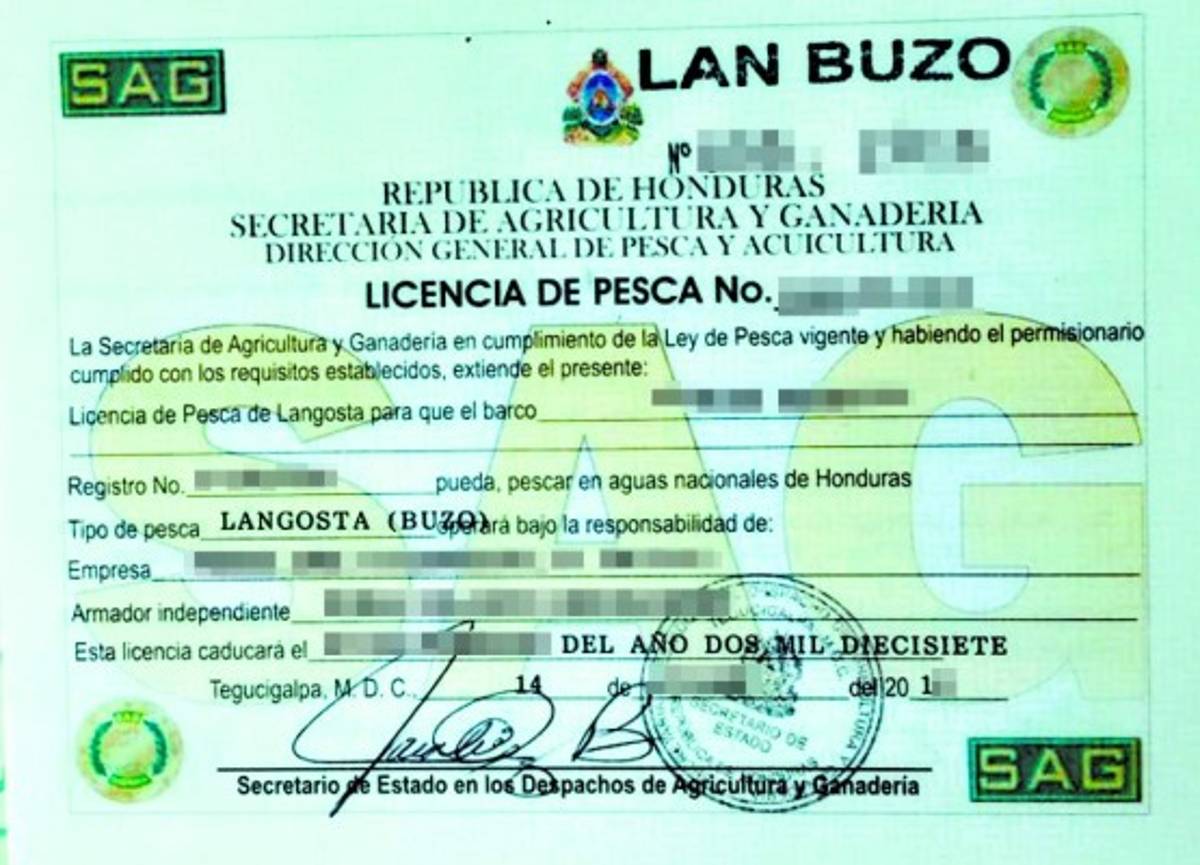 SAG
LAN BUZO
Nº
REPUBLICA DE HONDURAS
SECRETARIA DE AGRICULTURA Y GANADERIA
DIRECCIÓN GENERAL DE PESCA Y ACUICULTURA
LICENCIA DE PESCA No.
La Secretaría de Agricultura y Ganadería en cumplimiento de la Ley de Pesca vigente y habiendo el permisionario
cumplido con los requisitos establecidos, extiende el presente:
Licencia de Pesca de Langosta para que el barco
Registro No. pueda, pescar en aguas nacionales de Honduras
Tipo de pesca LANGOSTA (BUZO) operará bajo la responsabilidad de:
Empresa
Armador independiente
Esta licencia caducará el DEL AÑO DOS MIL DIECISIETE
Tegucigalpa, M. D. C., 14 de del 20 1
TEGUCIGALPA, M.D.C.
SECRETARIO DE
ESTADO
Secretario de Estado en los Despachos de Agricultura y Ganadería
SAG
SAG